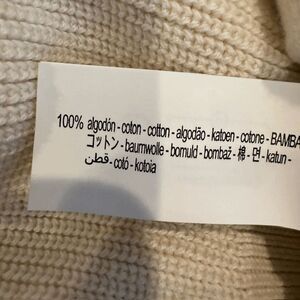 100% algodón - coton - cotton - algodão - katoen - cotone - BAMBA
コットン - baumwolle - bomuld - bombaž - 棉 - 면 - katun -
قطن - cotó - kotoia